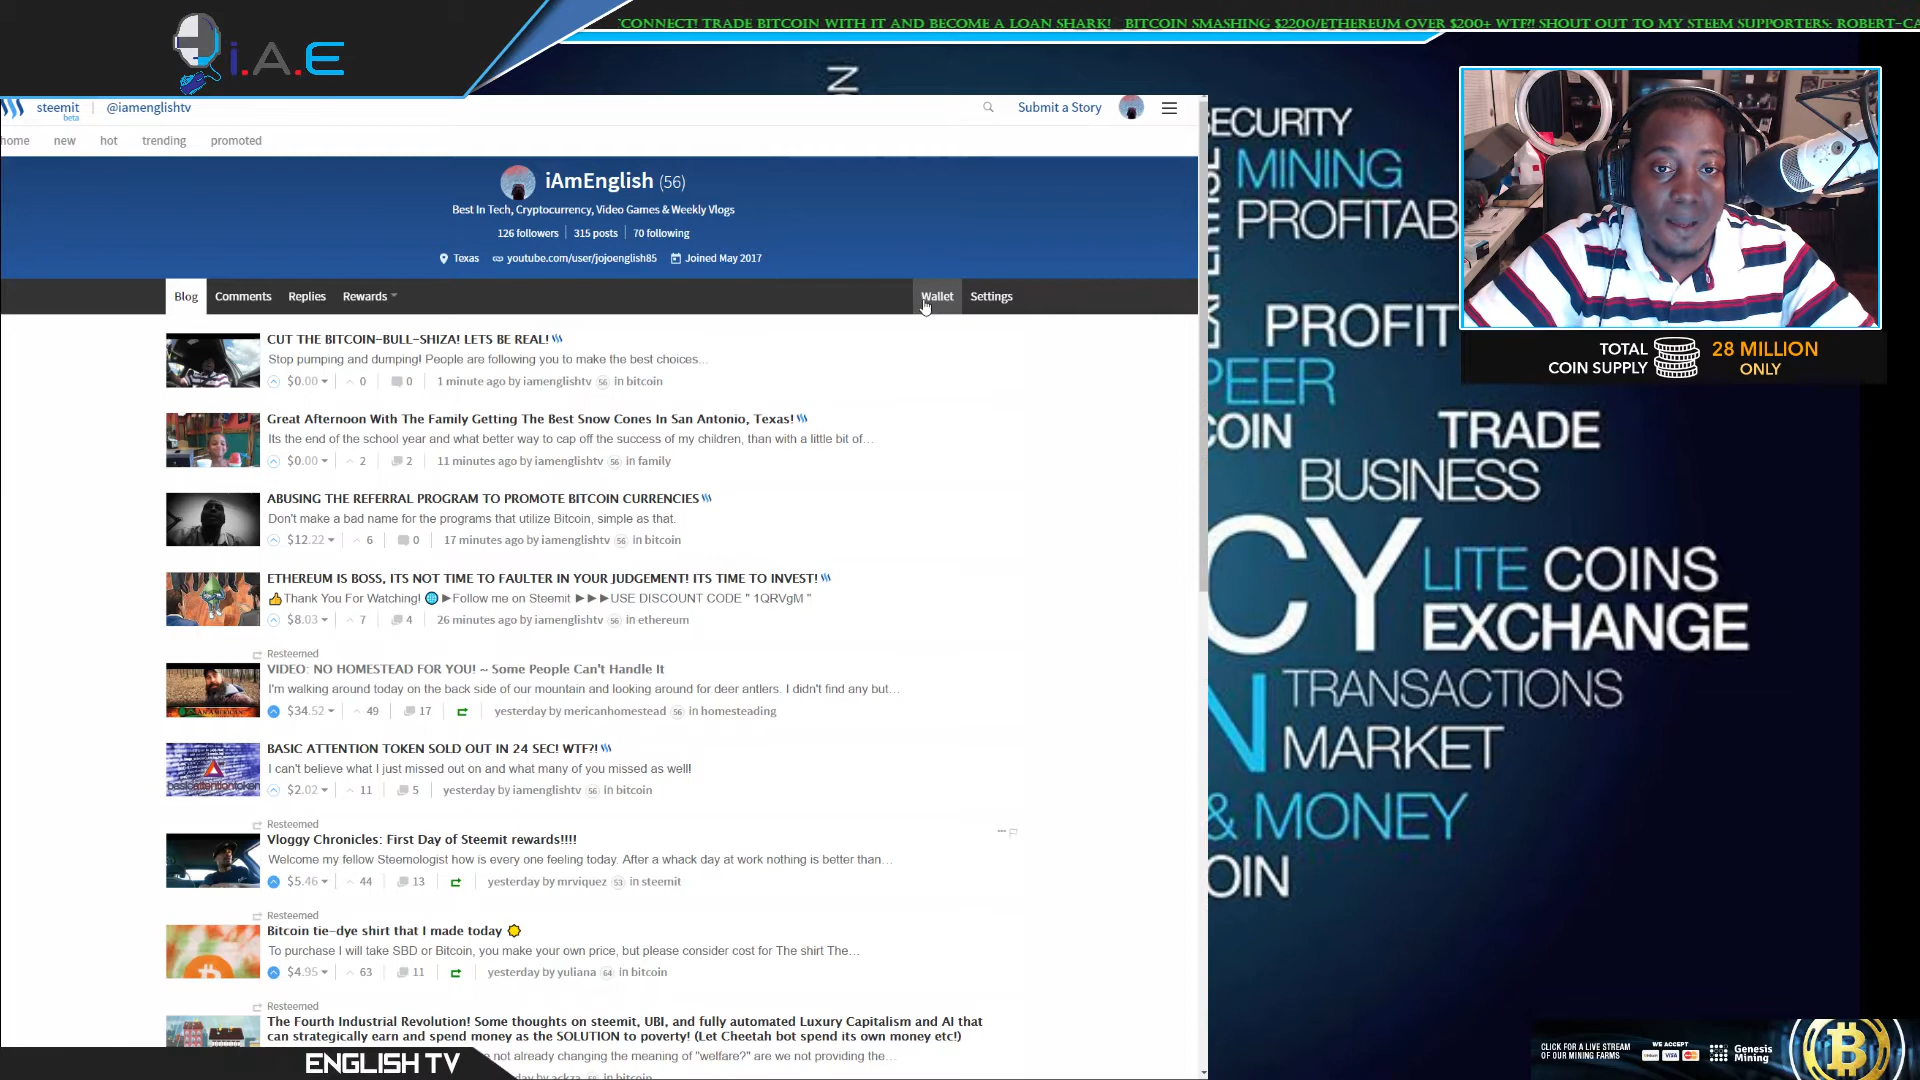 CONNECT! TRADE BITCOIN WITH IT AND BECOME A LOAN SHARK! BITCOIN SMASHING $2200/ETHEREUM OVER $200+ WTF?! SHOUT OUT TO MY STEEM SUPPORTERS: ROBERT-CA
i.A.E
steemit beta | @iamenglishtv
Submit a Story
home new hot trending promoted
iAmEnglish (56)
Best In Tech, Cryptocurrency, Video Games & Weekly Vlogs
126 followers 315 posts 70 following
Texas youtube.com/user/jojoenglish85 Joined May 2017
Blog Comments Replies Rewards Wallet Settings
CUT THE BITCOIN-BULL-SHIZA! LETS BE REAL!
Stop pumping and dumping! People are following you to make the best choices...
$0.00 0 0 1 minute ago by iamenglishtv 56 in bitcoin
Great Afternoon With The Family Getting The Best Snow Cones In San Antonio, Texas!
Its the end of the school year and what better way to cap off the success of my children, than with a little bit of...
$0.00 2 2 11 minutes ago by iamenglishtv 56 in family
ABUSING THE REFERRAL PROGRAM TO PROMOTE BITCOIN CURRENCIES
Don't make a bad name for the programs that utilize Bitcoin, simple as that.
$12.22 6 0 17 minutes ago by iamenglishtv 56 in bitcoin
ETHEREUM IS BOSS, ITS NOT TIME TO FAULTER IN YOUR JUDGEMENT! ITS TIME TO INVEST!
👍Thank You For Watching! 🌐►Follow me on Steemit ►►►USE DISCOUNT CODE " 1QRVgM "
$8.03 7 4 26 minutes ago by iamenglishtv 56 in ethereum
Resteemed
VIDEO: NO HOMESTEAD FOR YOU! ~ Some People Can't Handle It
I'm walking around today on the back side of our mountain and looking around for deer antlers. I didn't find any but...
$34.52 49 17 yesterday by mericanhomestead 56 in homesteading
BASIC ATTENTION TOKEN SOLD OUT IN 24 SEC! WTF?!
I can't believe what I just missed out on and what many of you missed as well!
$2.02 11 5 yesterday by iamenglishtv 56 in bitcoin
Resteemed
Vloggy Chronicles: First Day of Steemit rewards!!!!
Welcome my fellow Steemologist how is every one feeling today. After a whack day at work nothing is better than...
$5.46 44 13 yesterday by mrviquez 53 in steemit
Resteemed
Bitcoin tie-dye shirt that I made today
To purchase I will take SBD or Bitcoin, you make your own price, but please consider cost for The shirt The...
$4.95 63 11 yesterday by yuliana 64 in bitcoin
Resteemed
The Fourth Industrial Revolution! Some thoughts on steemit, UBI, and fully automated Luxury Capitalism and AI that
can strategically earn and spend money as the SOLUTION to poverty! (Let Cheetah bot spend its own money etc!)
not already changing the meaning of "welfare?" are we not providing the...
ENGLISH TV
N
ECURITY
MINING
PROFITAB
PROFIT
PEER
COIN TRADE
BUSINESS
CY LITE COINS
EXCHANGE
TRANSACTIONS
N MARKET
& MONEY
OIN
TOTAL COIN SUPPLY
28 MILLION ONLY
CLICK FOR A LIVE STREAM
OF OUR MINING FARMS
WE ACCEPT
VISA
Genesis Mining